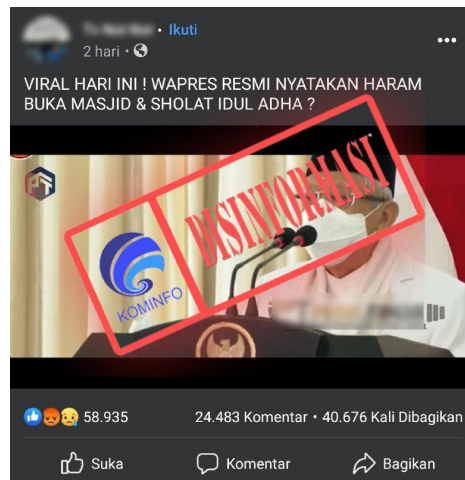 • Ikuti
2 hari •
VIRAL HARI INI ! WAPRES RESMI NYATAKAN HARAM
BUKA MASJID & SHOLAT IDUL ADHA ?
DISINFORMASI
KOMINFO
58.935
24.483 Komentar • 40.676 Kali Dibagikan
Suka
Komentar
Bagikan